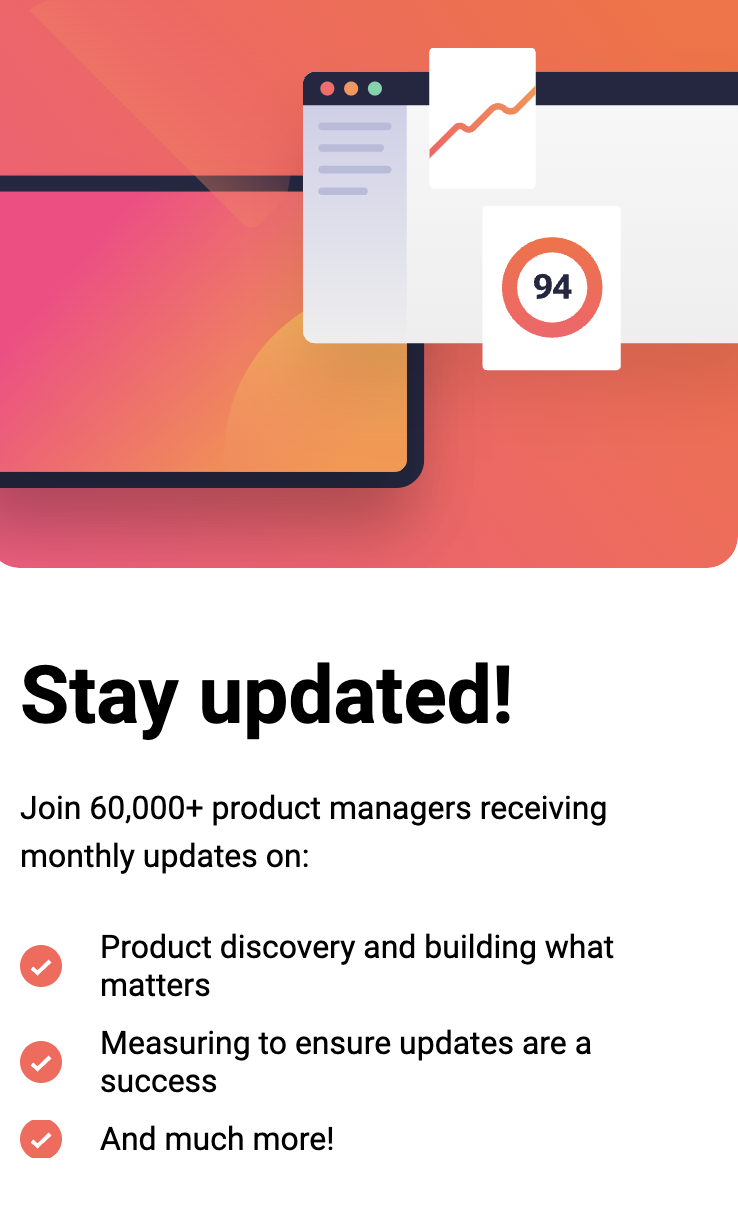 94
Stay updated!
Join 60,000+ product managers receiving
monthly updates on:
Product discovery and building what
matters
Measuring to ensure updates are a
success
And much more!